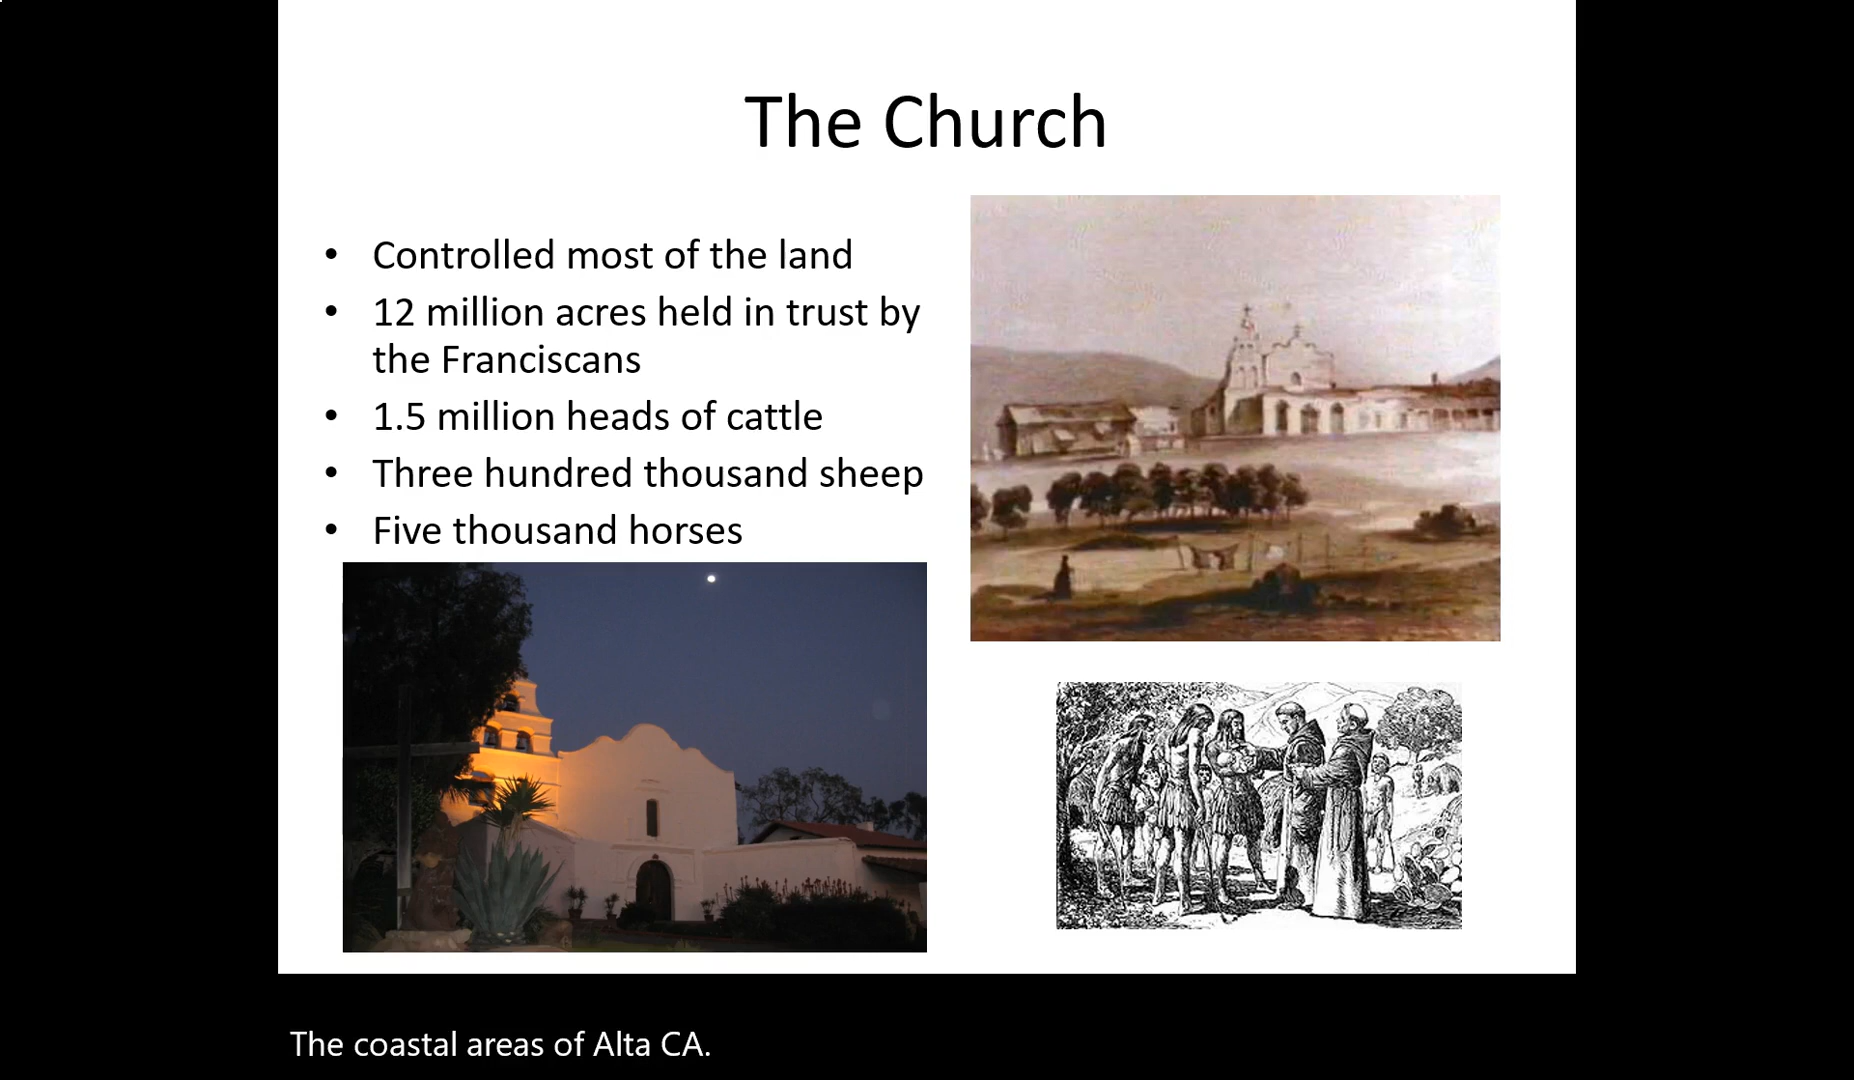 The Church
• Controlled most of the land
• 12 million acres held in trust by
the Franciscans
• 1.5 million heads of cattle
• Three hundred thousand sheep
• Five thousand horses
The coastal areas of Alta CA.